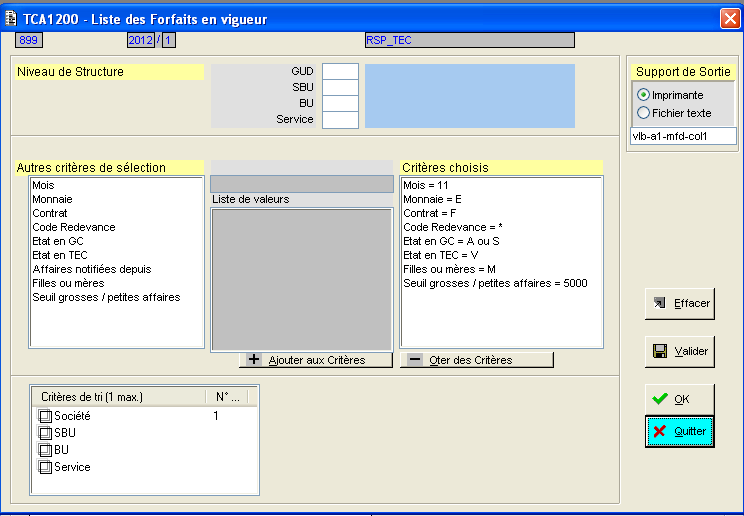 TCA1200 - Liste des Forfaits en vigueur
899 2012 / 1 RSP_TEC
Niveau de Structure
GUD
SBU
BU
Service
Support de Sortie
Imprimante
Fichier texte
vlb-a1-mfd-col1
Autres critères de sélection
Mois
Monnaie
Contrat
Code Redevance
Etat en GC
Etat en TEC
Affaires notifiées depuis
Filles ou mères
Seuil grosses / petites affaires
Liste de valeurs
Ajouter aux Critères
Critères choisis
Mois = 11
Monnaie = E
Contrat = F
Code Redevance = *
Etat en GC = A ou S
Etat en TEC = V
Filles ou mères = M
Seuil grosses / petites affaires = 5000
Oter des Critères
Effacer
Valider
OK
Quitter
Critères de tri (1 max.) N° ...
Société 1
SBU
BU
Service